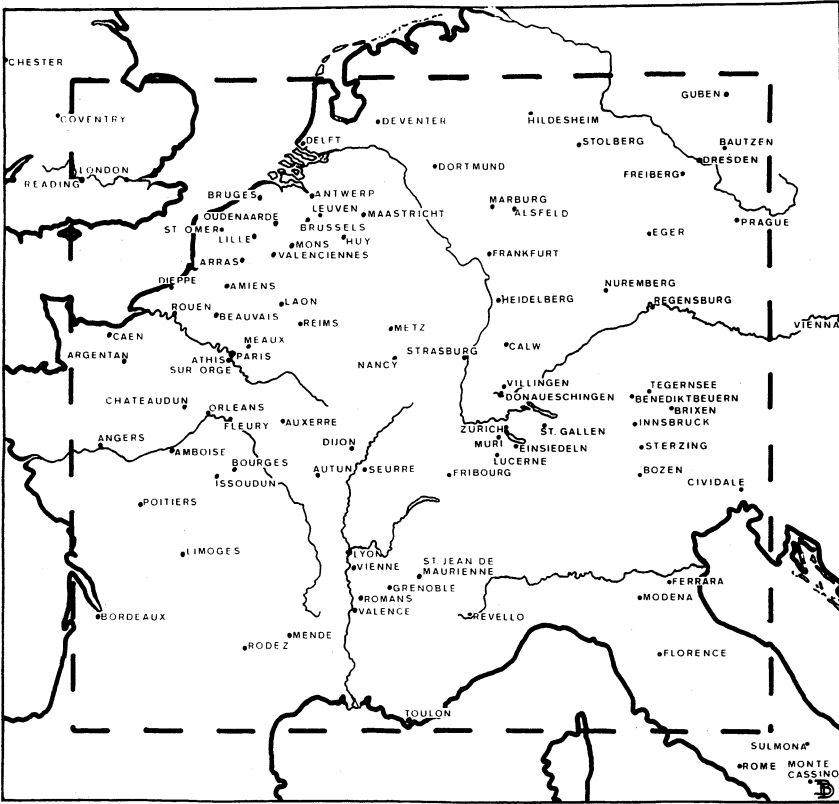 CHESTER
GUBEN
COVENTRY
DEVENTER
HILDESHEIM
DELFT
STOLBERG
BAUTZEN
DRESDEN
LONDON
READING
DORTMUND
FREIBERG
BRUGES
ANTWERP
MARBURG
ALSFELD
LEUVEN
MAASTRICHT
OUDENAARDE
PRAGUE
ST OMER
BRUSSELS
EGER
LILLE
HUY
MONS
VALENCIENNES
FRANKFURT
ARRAS
DIEPPE
AMIENS
NUREMBERG
HEIDELBERG
REGENSBURG
LAON
ROUEN
BEAUVAIS
REIMS
METZ
VIENNA
CAEN
MEAUX
CALW
ARGENTAN
ATHIS
SUR ORGE
PARIS
STRASBURG
NANCY
VILLINGEN
TEGERNSEE
DONAUESCHINGEN
BENEDIKTBEUERN
CHATEAUDUN
ORLEANS
BRIXEN
FLEURY
AUXERRE
INNSBRUCK
ZURICH
ST. GALLEN
ANGERS
DIJON
MURI
EINSIEDELN
STERZING
AMBOISE
LUCERNE
BOURGES
AUTUN
SEURRE
FRIBOURG
BOZEN
ISSOUDUN
CIVIDALE
POITIERS
LIMOGES
LYON
VIENNE
ST. JEAN DE
MAURIENNE
FERRARA
GRENOBLE
ROMANS
MODENA
VALENCE
BORDEAUX
REVELLO
MENDE
RODEZ
FLORENCE
TOULON
SULMONA
ROME
MONTE
CASSINO